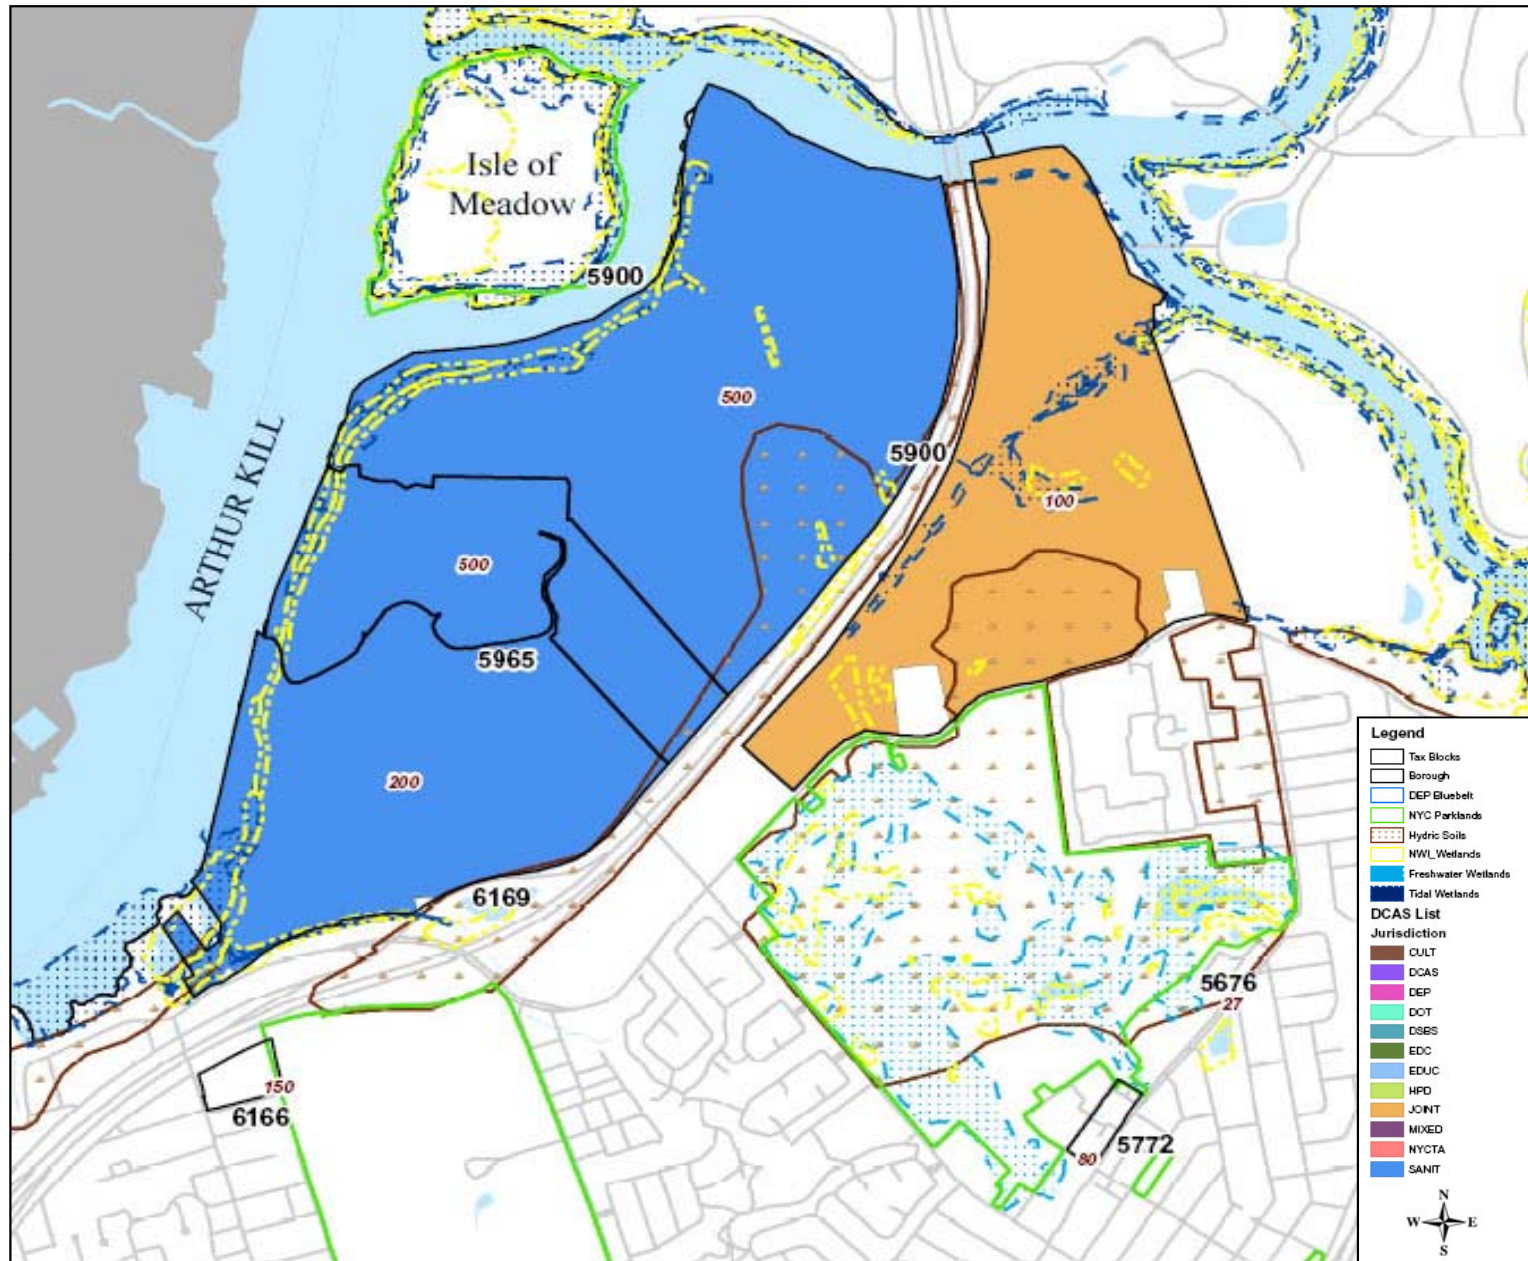 Isle of
Meadow
5900
500
5900
100
ARTHUR KILL
500
5965
200
6169
5676
27
150
6166
5772
80
Legend
Tax Blocks
Borough
DEP Bluebelt
NYC Parklands
Hydric Soils
NWI_Wetlands
Freshwater Wetlands
Tidal Wetlands
DCAS List
Jurisdiction
CULT
DCAS
DEP
DOT
DSBS
EDC
EDUC
HPD
JOINT
MIXED
NYCTA
SANIT
N
W E
S